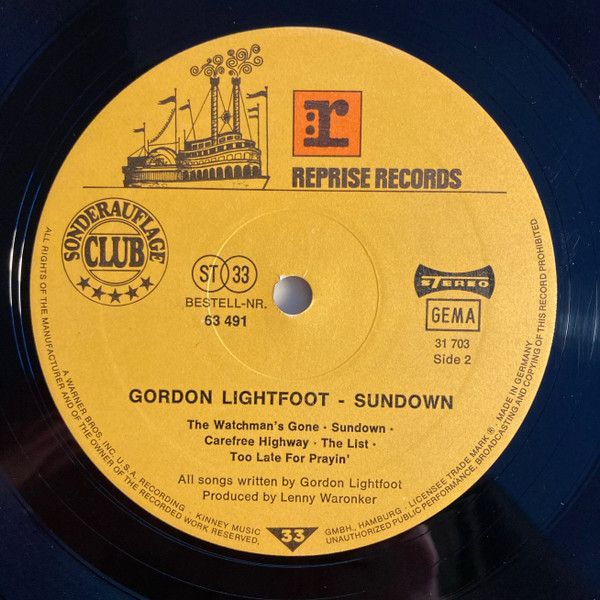 r
REPRISE RECORDS
SONDERAUFLAGE
CLUB
ST 33
BESTELL-NR.
63 491
STEREO
GEMA
31 703
Side 2
GORDON LIGHTFOOT - SUNDOWN
The Watchman's Gone · Sundown ·
Carefree Highway · The List ·
Too Late For Prayin'
All songs written by Gordon Lightfoot
Produced by Lenny Waronker
33
ALL RIGHTS OF THE MANUFACTURER AND OF THE OWNER OF THE RECORDED WORK RESERVED.
A WARNER BROS. INC. U.S.A. RECORDING · KINNEY MUSIC GMBH., HAMBURG · LICENSEE TRADE MARK ® MADE IN GERMANY
UNAUTHORIZED PUBLIC PERFORMANCE, BROADCASTING AND COPYING OF THIS RECORD PROHIBITED